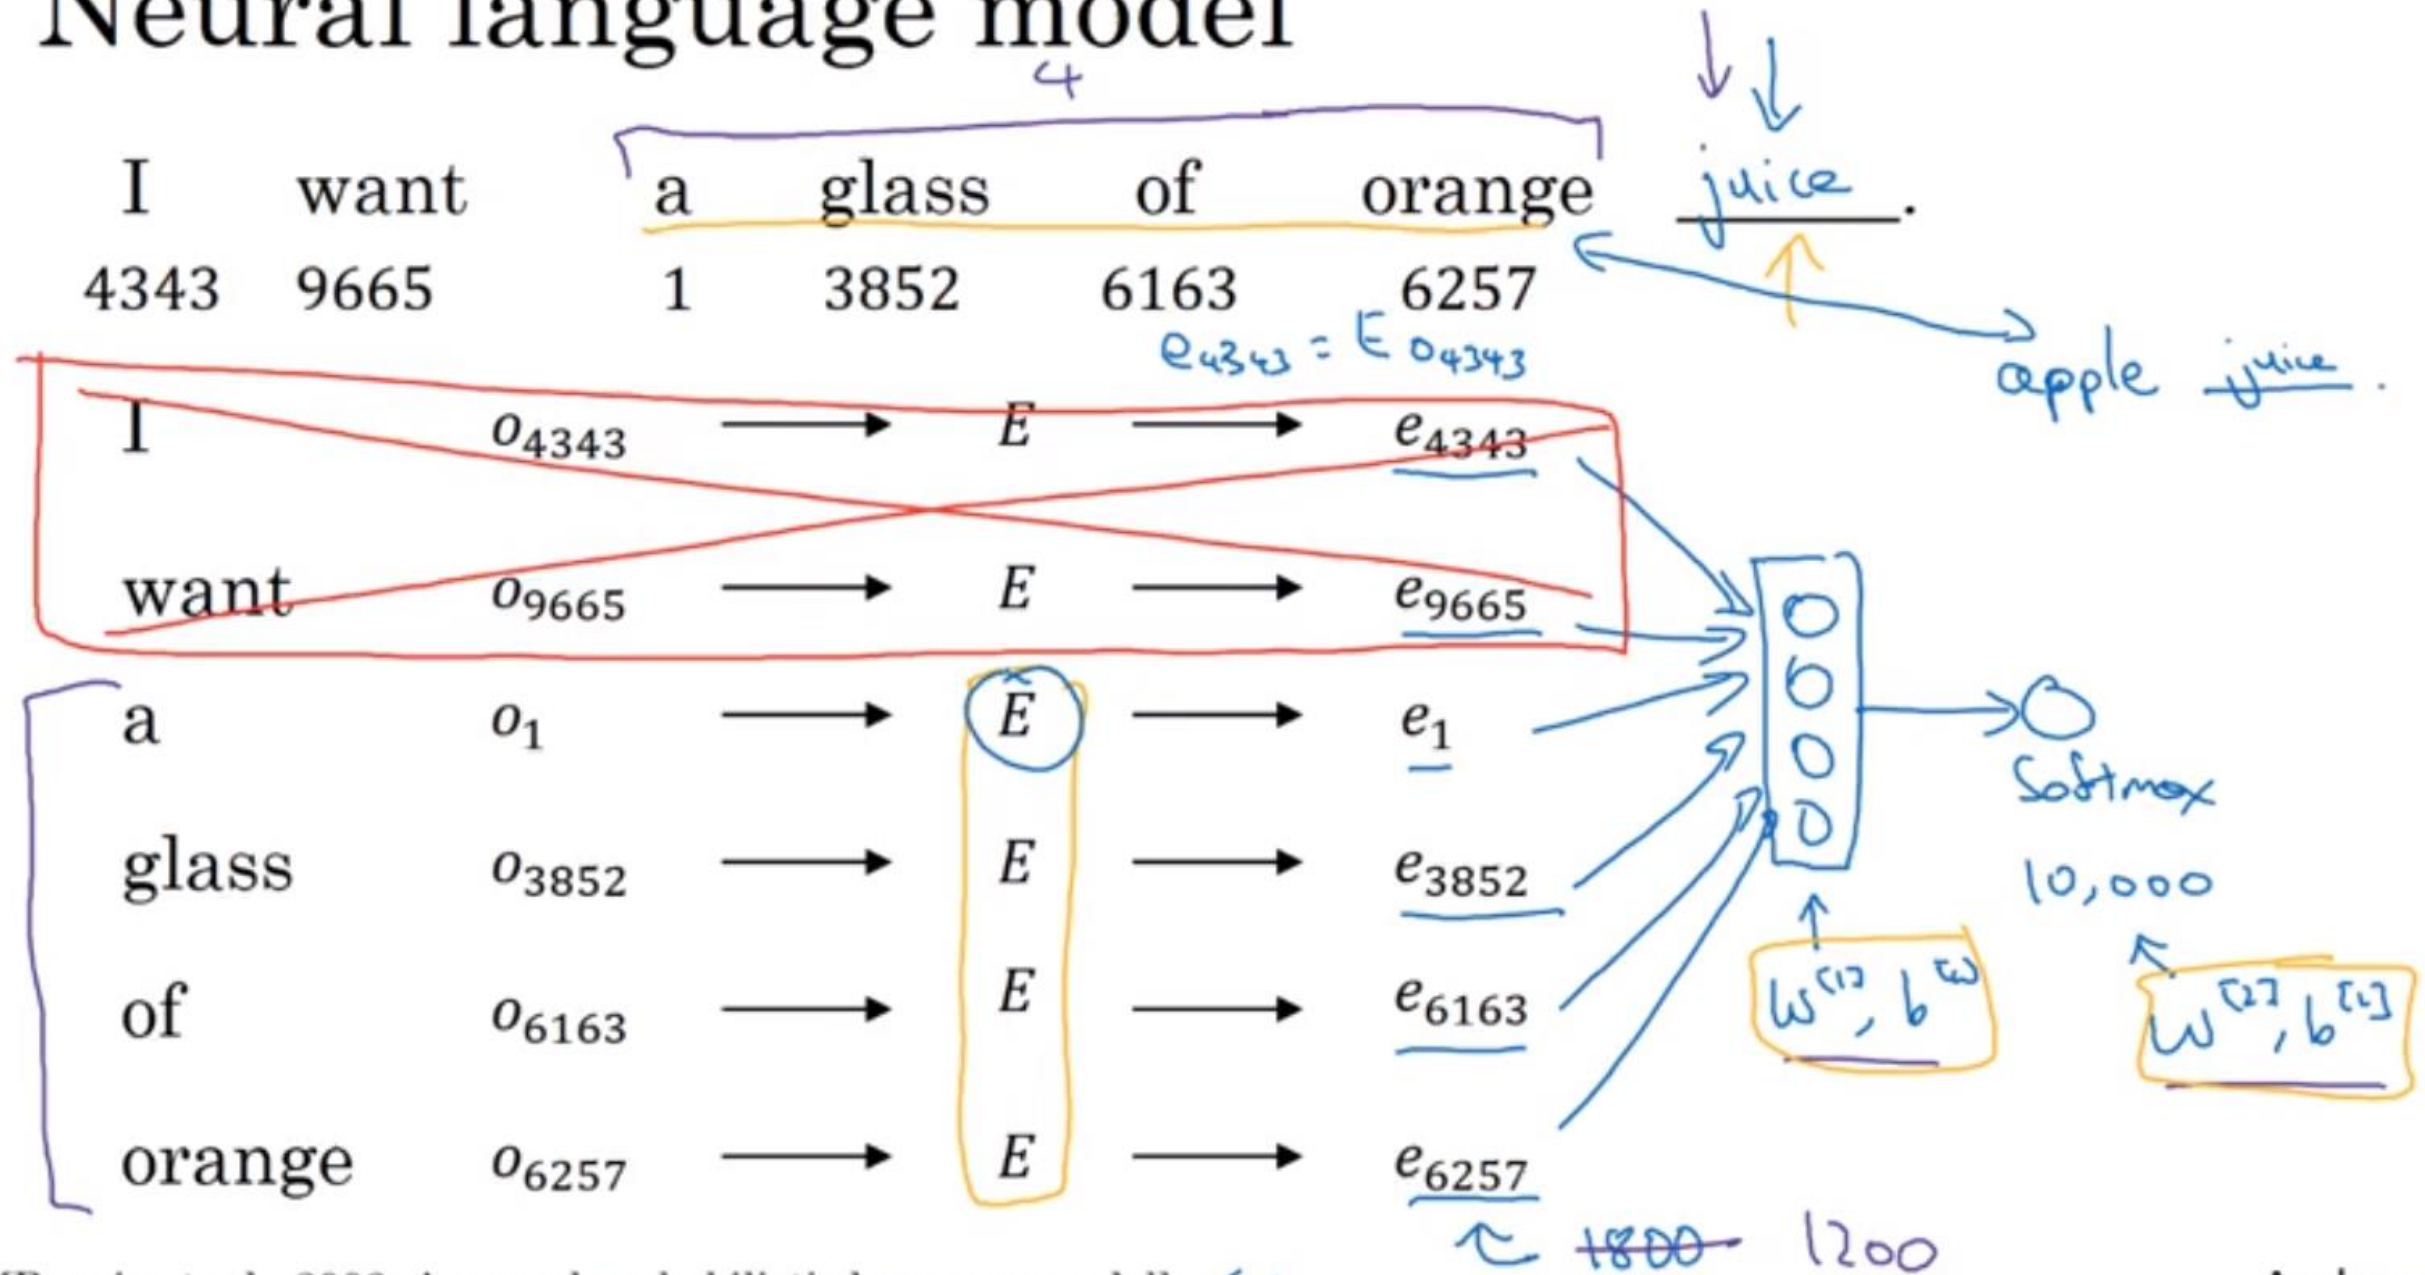 Neural language model
4
I want a glass of orange juice.
4343 9665 1 3852 6163 6257
e4343 = E o4343
apple juice.
I o4343 → E → e4343
want o9665 → E → e9665
a o1 → E → e1
glass o3852 → E → e3852
of o6163 → E → e6163
orange o6257 → E → e6257
Softmax
10,000
W[1], b[1]
W[2], b[2]
1800 1200